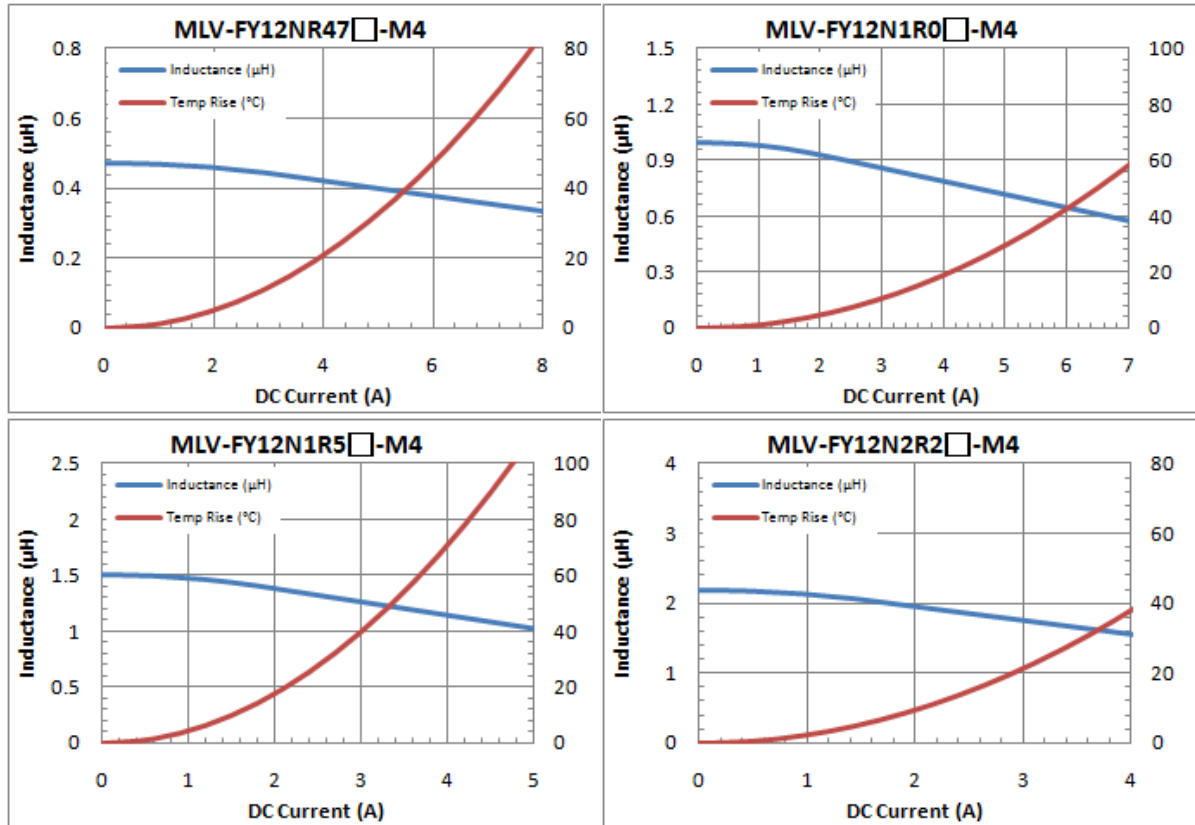 MLV-FY12NR47□-M4
Inductance (µH)
Temp Rise (°C)
Inductance (µH)
0.8
0.6
0.4
0.2
0
80
60
40
20
0
0 2 4 6 8
DC Current (A)
MLV-FY12N1R0□-M4
Inductance (µH)
Temp Rise (°C)
Inductance (µH)
1.5
1.2
0.9
0.6
0.3
0
100
80
60
40
20
0
0 1 2 3 4 5 6 7
DC Current (A)
MLV-FY12N1R5□-M4
Inductance (µH)
Temp Rise (°C)
Inductance (µH)
2.5
2
1.5
1
0.5
0
100
80
60
40
20
0
0 1 2 3 4 5
DC Current (A)
MLV-FY12N2R2□-M4
Inductance (µH)
Temp Rise (°C)
Inductance (µH)
4
3
2
1
0
80
60
40
20
0
0 1 2 3 4
DC Current (A)